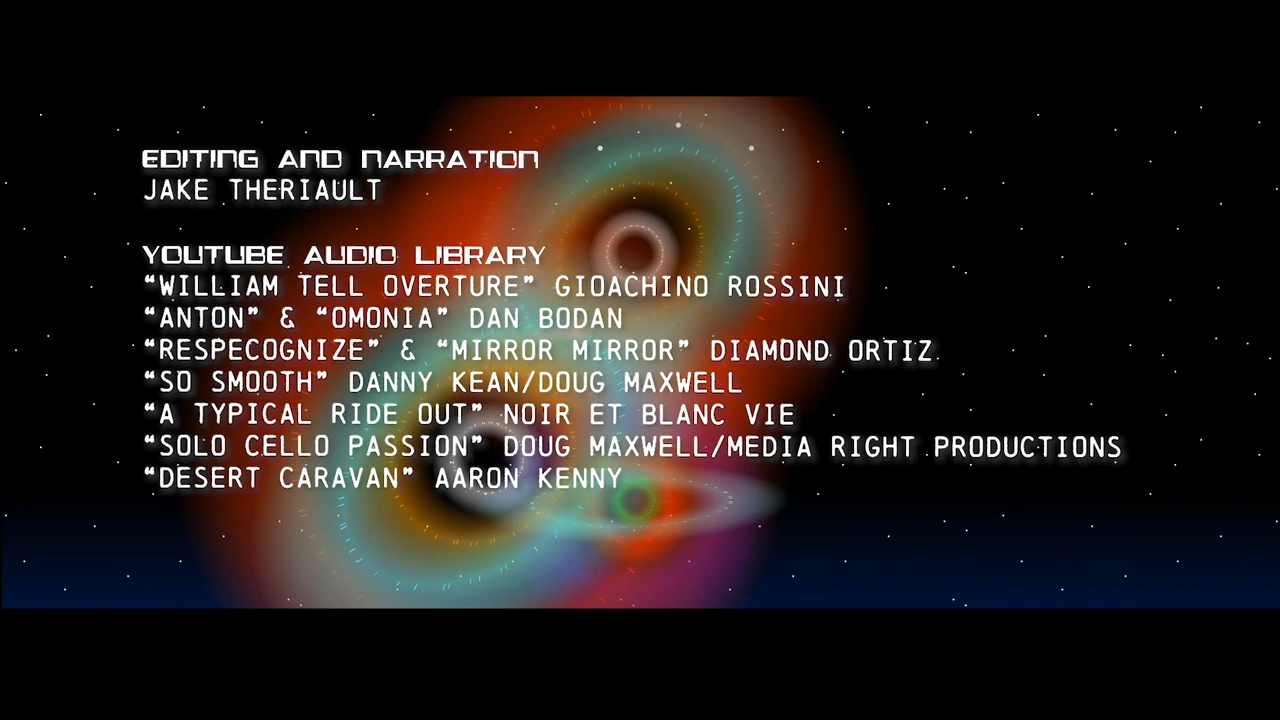 EDITING AND NARRATION
JAKE THERIAULT
YOUTUBE AUDIO LIBRARY
“WILLIAM TELL OVERTURE” GIOACHINO ROSSINI
“ANTON” & “OMONIA” DAN BODAN
“RESPECOGNIZE” & “MIRROR MIRROR” DIAMOND ORTIZ
“SO SMOOTH” DANNY KEAN/DOUG MAXWELL
“A TYPICAL RIDE OUT” NOIR ET BLANC VIE
“SOLO CELLO PASSION” DOUG MAXWELL/MEDIA RIGHT PRODUCTIONS
“DESERT CARAVAN” AARON KENNY